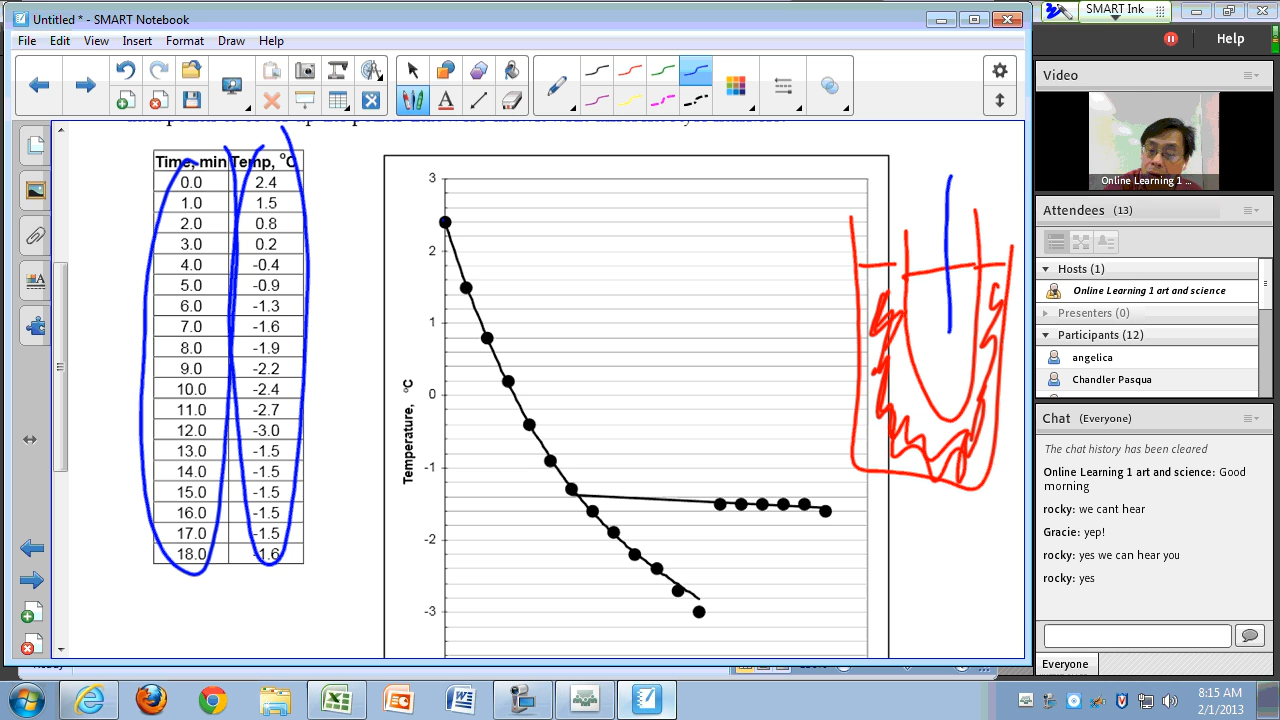 Untitled * - SMART Notebook
SMART Ink
File Edit View Insert Format Draw Help
Help
Video
Online Learning 1 ...
Attendees (13)
Hosts (1)
Online Learning 1 art and science
Presenters (0)
Participants (12)
angelica
Chandler Pasqua
Chat (Everyone)
The chat history has been cleared
Online Learning 1 art and science: Good
morning
rocky: we cant hear
Gracie: yep!
rocky: yes we can hear you
rocky: yes
Everyone
Time, min Temp, °C
0.0 2.4
1.0 1.5
2.0 0.8
3.0 0.2
4.0 -0.4
5.0 -0.9
6.0 -1.3
7.0 -1.6
8.0 -1.9
9.0 -2.2
10.0 -2.4
11.0 -2.7
12.0 -3.0
13.0 -1.5
14.0 -1.5
15.0 -1.5
16.0 -1.5
17.0 -1.5
18.0 -1.6
Temperature, °C
3
2
1
0
-1
-2
-3
8:15 AM
2/1/2013